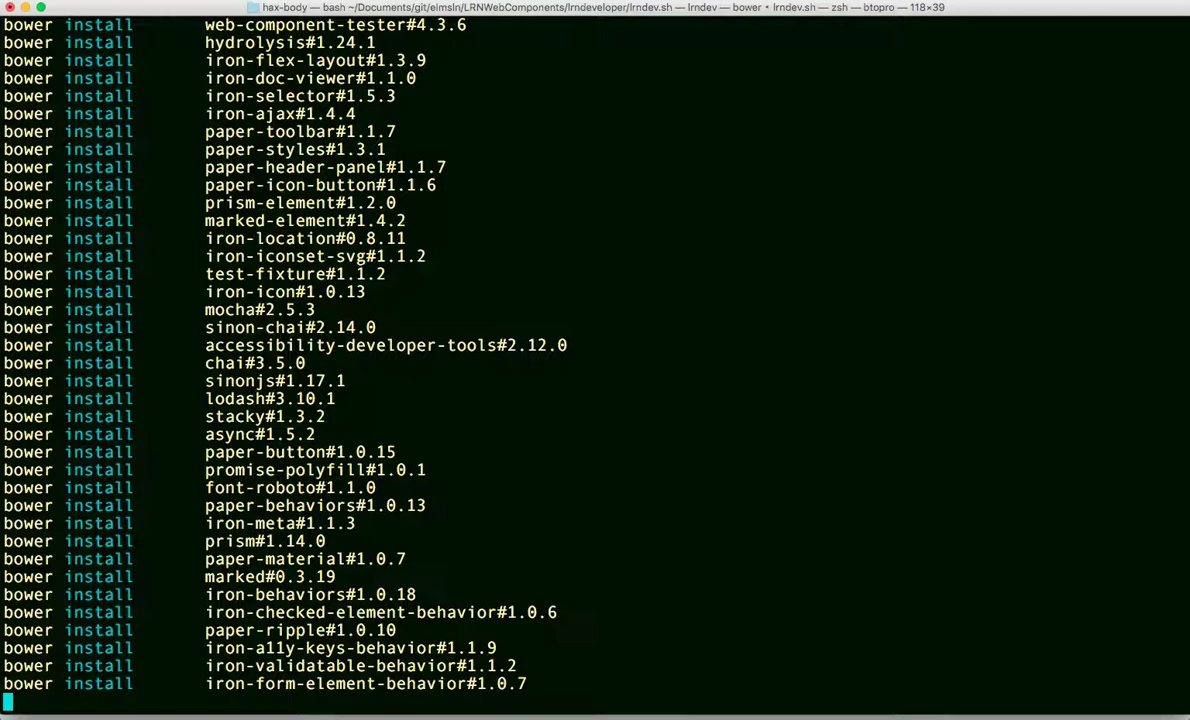 hax-body — bash ~/Documents/git/elmsln/LRNWebComponents/lrndeveloper/lrndev.sh — lrndev — bower • lrndev.sh — zsh — btopro — 118×39
bower install web-component-tester#4.3.6
bower install hydrolysis#1.24.1
bower install iron-flex-layout#1.3.9
bower install iron-doc-viewer#1.1.0
bower install iron-selector#1.5.3
bower install iron-ajax#1.4.4
bower install paper-toolbar#1.1.7
bower install paper-styles#1.3.1
bower install paper-header-panel#1.1.7
bower install paper-icon-button#1.1.6
bower install prism-element#1.2.0
bower install marked-element#1.4.2
bower install iron-location#0.8.11
bower install iron-iconset-svg#1.1.2
bower install test-fixture#1.1.2
bower install iron-icon#1.0.13
bower install mocha#2.5.3
bower install sinon-chai#2.14.0
bower install accessibility-developer-tools#2.12.0
bower install chai#3.5.0
bower install sinonjs#1.17.1
bower install lodash#3.10.1
bower install stacky#1.3.2
bower install async#1.5.2
bower install paper-button#1.0.15
bower install promise-polyfill#1.0.1
bower install font-roboto#1.1.0
bower install paper-behaviors#1.0.13
bower install iron-meta#1.1.3
bower install prism#1.14.0
bower install paper-material#1.0.7
bower install marked#0.3.19
bower install iron-behaviors#1.0.18
bower install iron-checked-element-behavior#1.0.6
bower install paper-ripple#1.0.10
bower install iron-a11y-keys-behavior#1.1.9
bower install iron-validatable-behavior#1.1.2
bower install iron-form-element-behavior#1.0.7